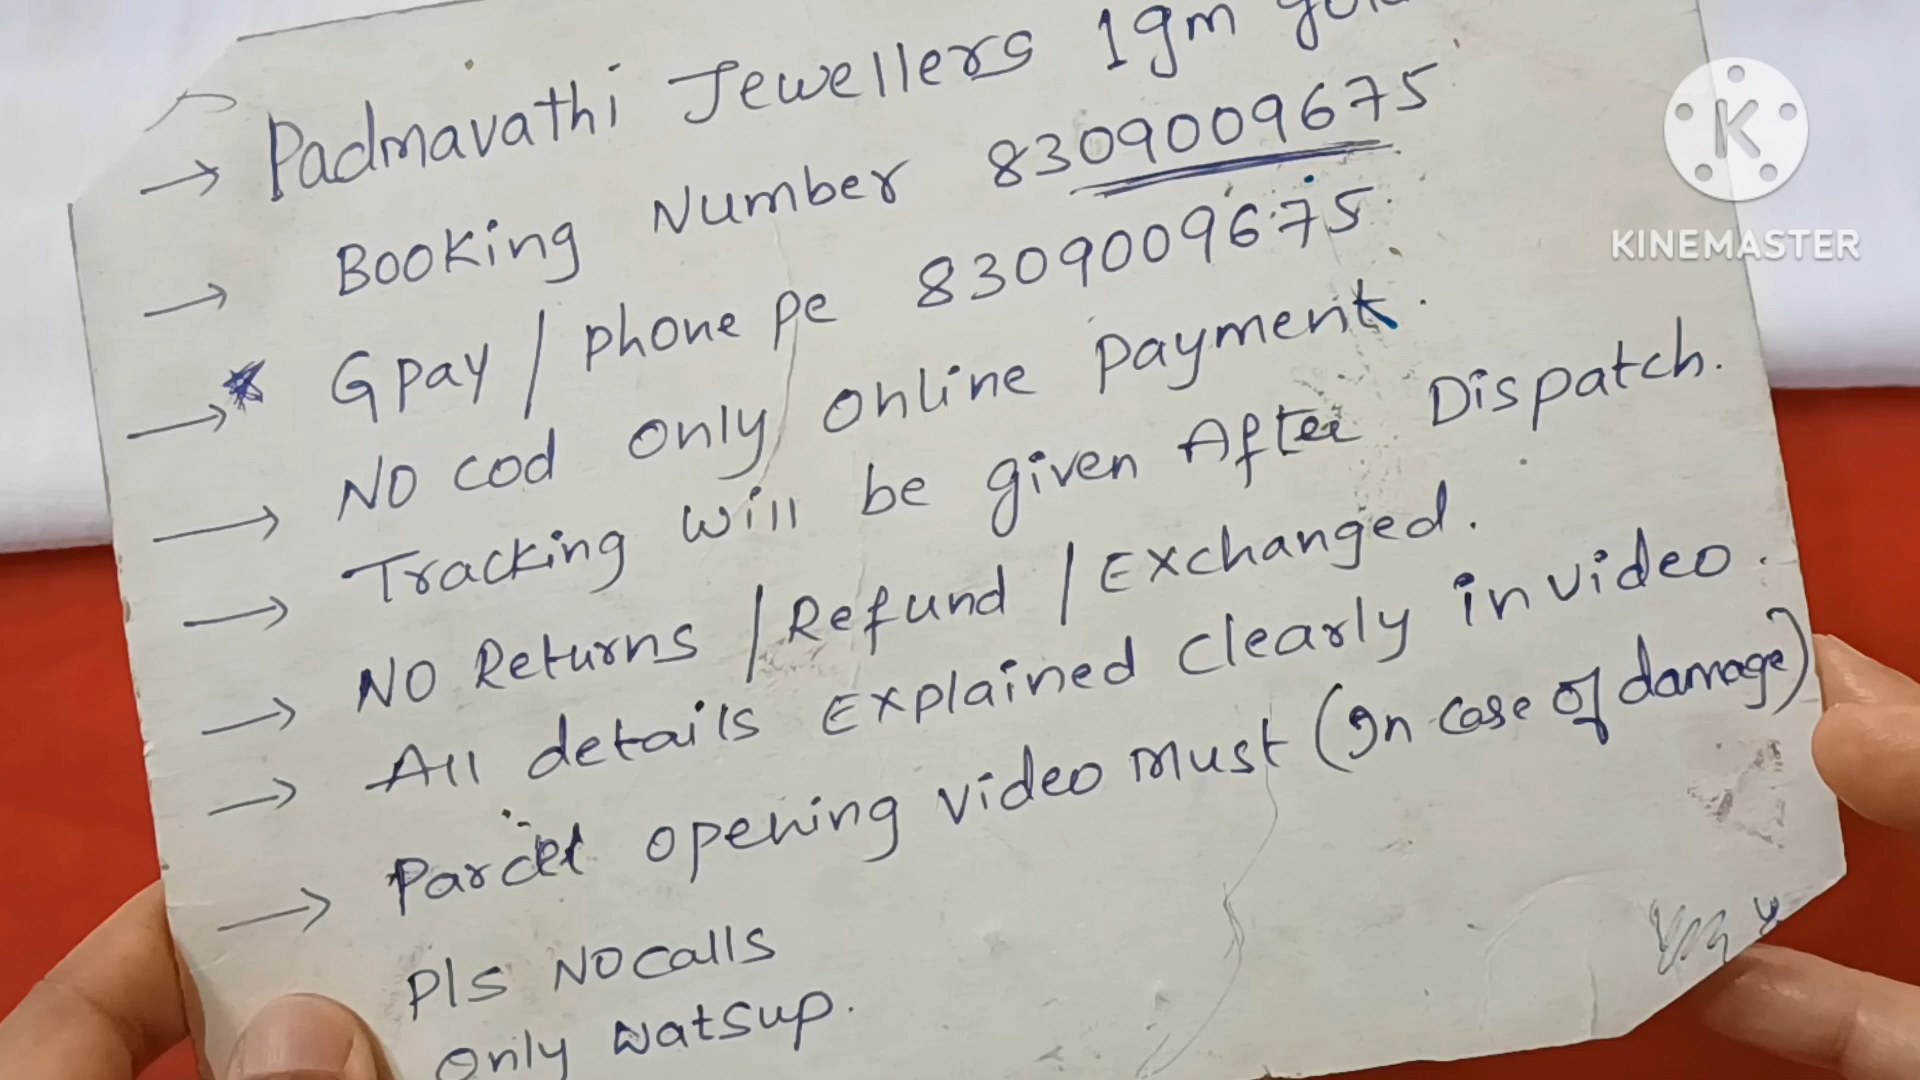 Padmavathi Jewellers 1gm gold
Booking Number 8309009675
Gpay / Phone Pe 8309009675
NO cod only online payment.
Tracking will be given After Dispatch.
NO Returns / Refund / Exchanged.
All details Explained clearly in video.
Parcel opening video must (In case of damage)
Pls NO calls
only watsup.
K
KINEMASTER